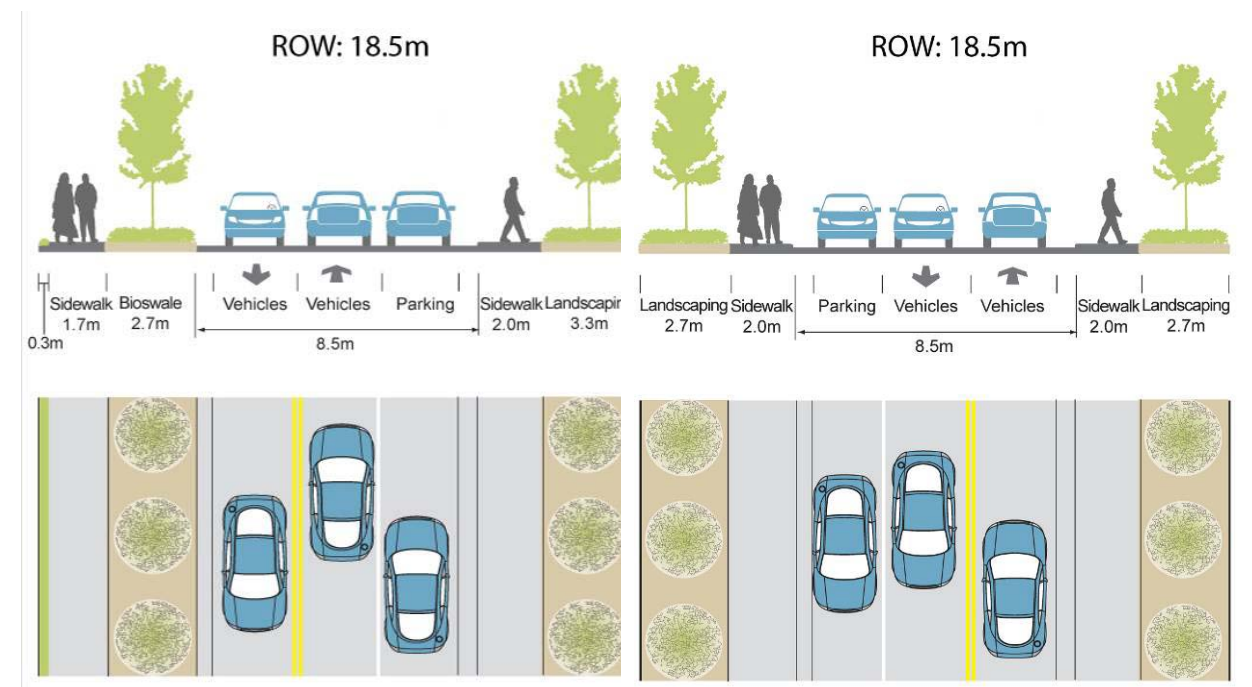 ROW: 18.5m
Sidewalk
1.7m
Bioswale
2.7m
Vehicles
Vehicles
Parking
Sidewalk
2.0m
Landscapin
3.3m
0.3m
8.5m
ROW: 18.5m
Landscaping
2.7m
Sidewalk
2.0m
Parking
Vehicles
Vehicles
Sidewalk
2.0m
Landscaping
2.7m
8.5m